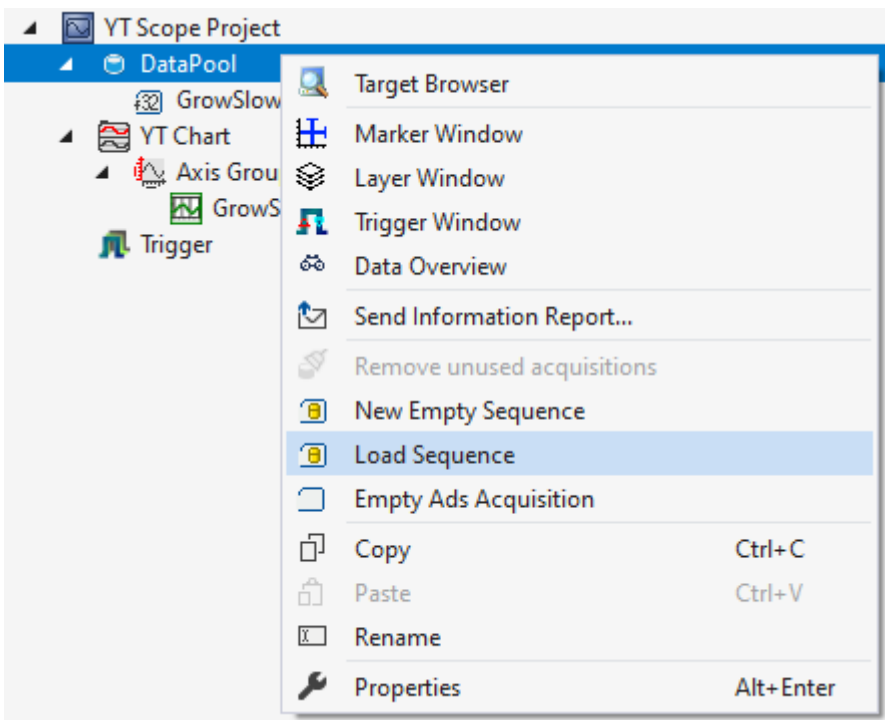 YT Scope Project
DataPool
GrowSlow
YT Chart
Axis Grou
GrowS
Trigger
Target Browser
Marker Window
Layer Window
Trigger Window
Data Overview
Send Information Report...
Remove unused acquisitions
New Empty Sequence
Load Sequence
Empty Ads Acquisition
Copy Ctrl+C
Paste Ctrl+V
Rename
Properties Alt+Enter